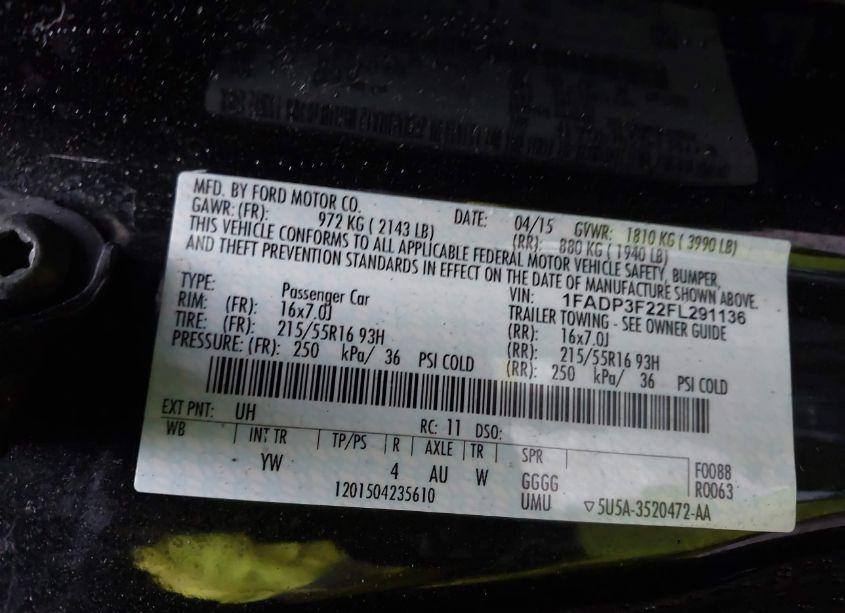 MFD. BY FORD MOTOR CO. DATE: 04/15 GVWR: 1810 KG ( 3990 LB)
GAWR: (FR): 972 KG ( 2143 LB) (RR): 880 KG ( 1940 LB)
THIS VEHICLE CONFORMS TO ALL APPLICABLE FEDERAL MOTOR VEHICLE SAFETY, BUMPER,
AND THEFT PREVENTION STANDARDS IN EFFECT ON THE DATE OF MANUFACTURE SHOWN ABOVE.
VIN: 1FADP3F22FL291136
TYPE: Passenger Car TRAILER TOWING - SEE OWNER GUIDE
RIM: (FR): 16x7.0J (RR): 16x7.0J
TIRE: (FR): 215/55R16 93H (RR): 215/55R16 93H
PRESSURE: (FR): 250 kPa/ 36 PSI COLD (RR): 250 kPa/ 36 PSI COLD
EXT PNT: UH RC: 11 DSO:
WB INT TR TP/PS R AXLE TR SPR F0088
YW 4 AU W GGGG R0063
1201504235610 UMU ▽5U5A-3520472-AA